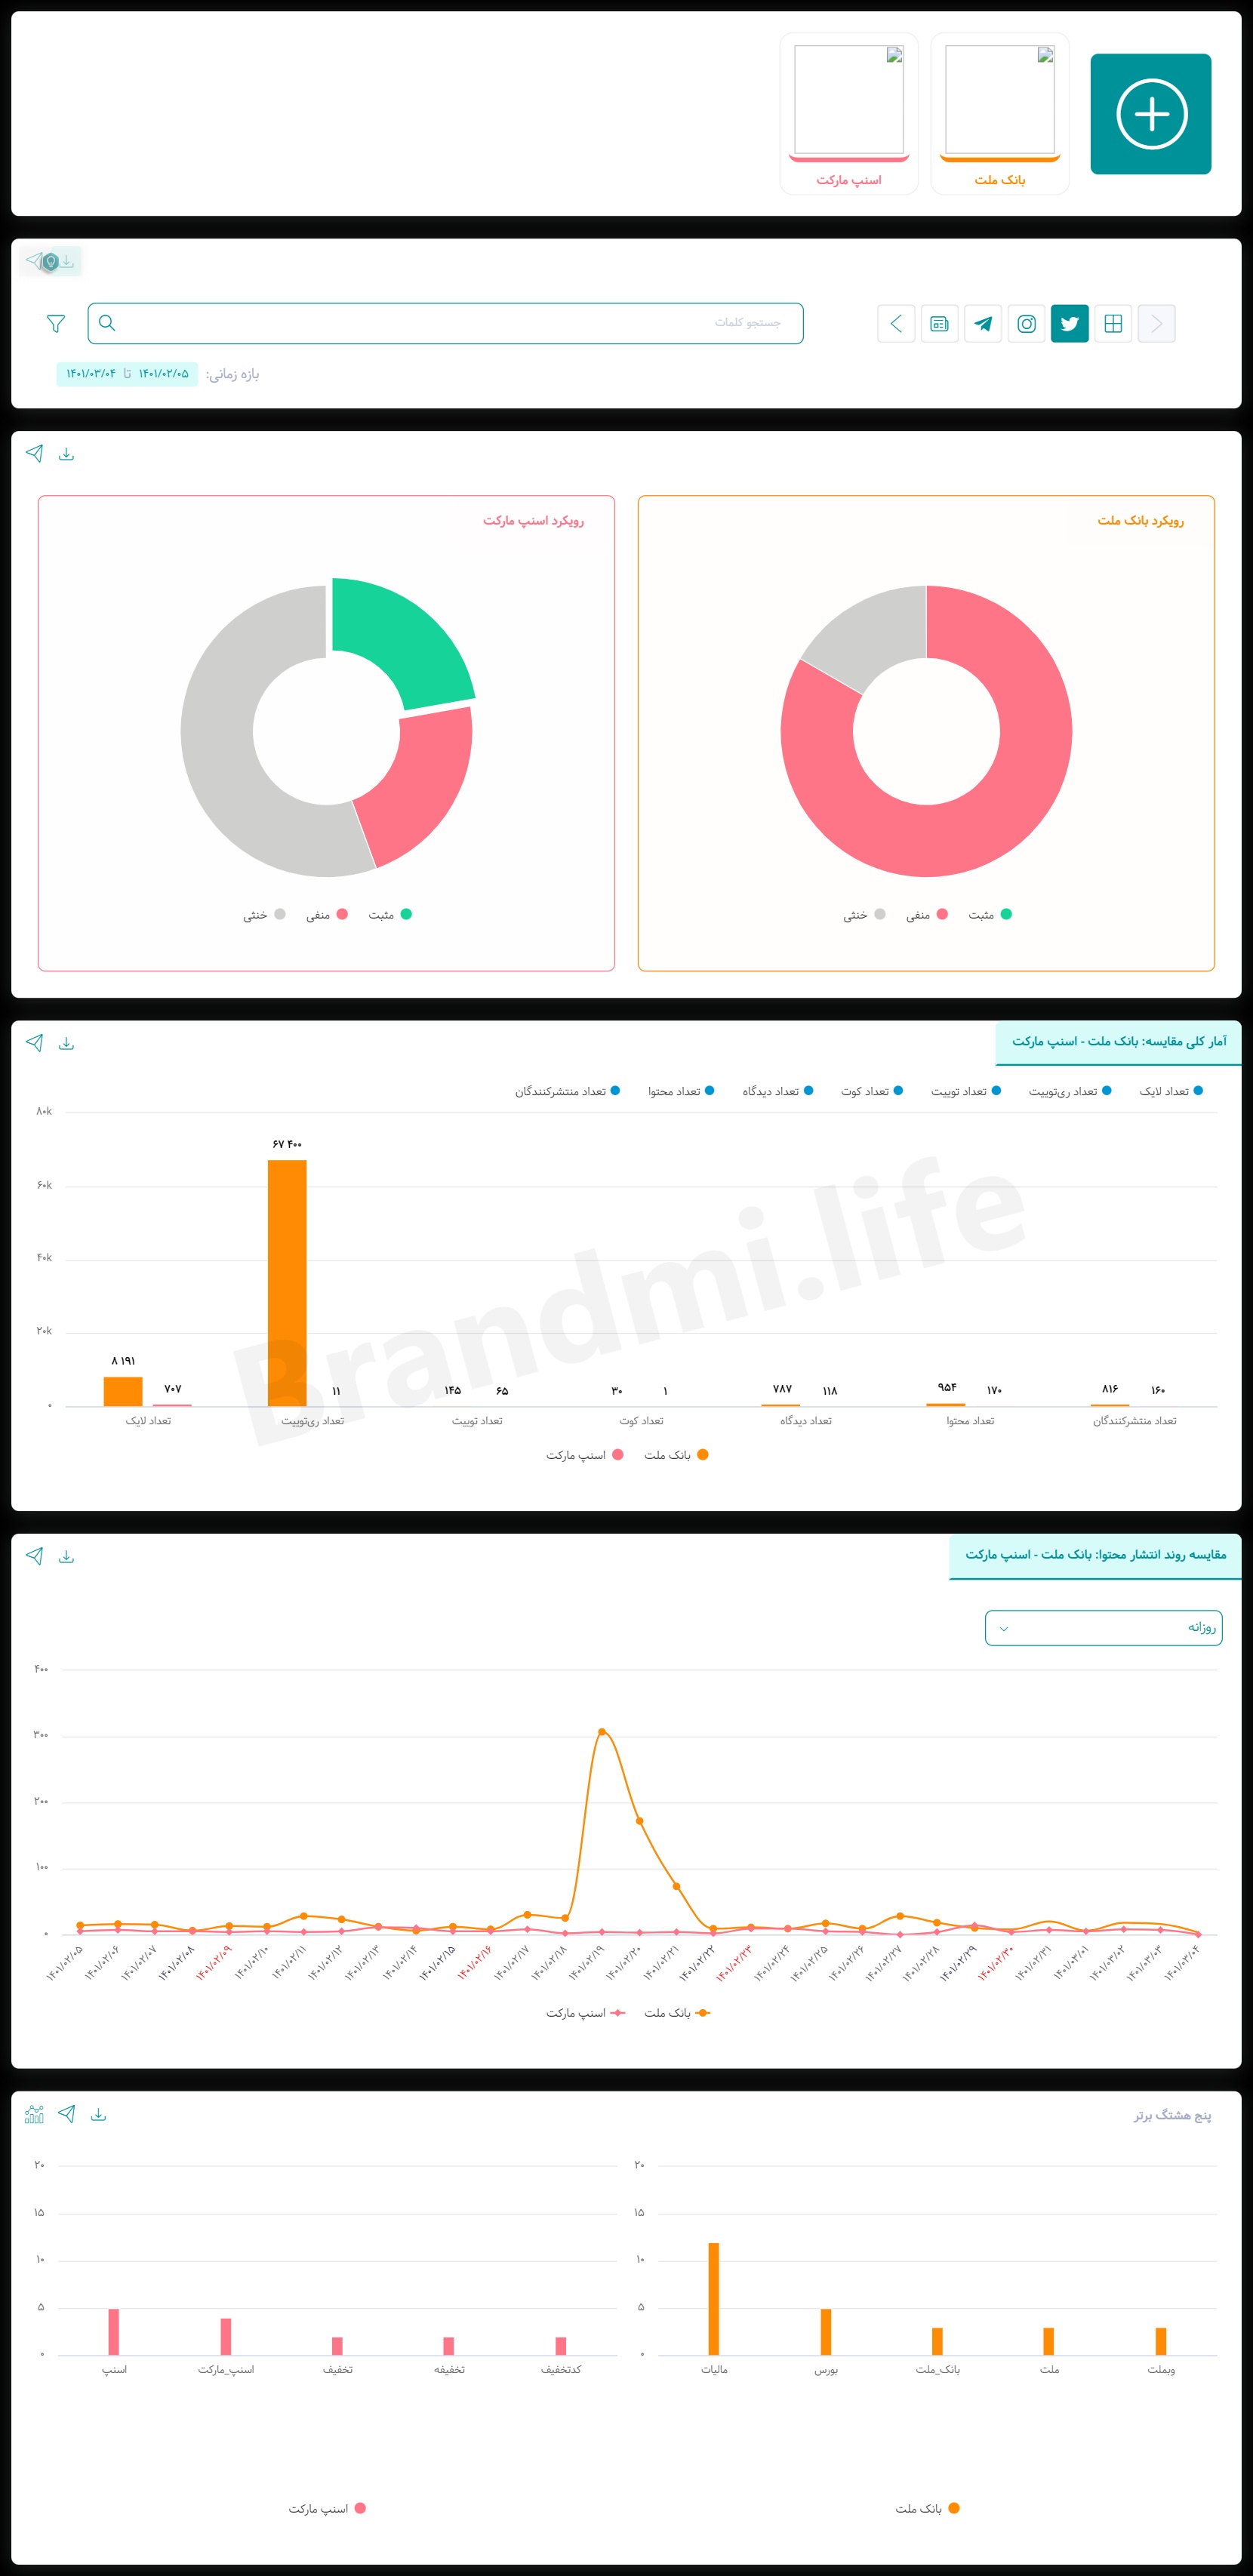 بانک ملت
اسنپ مارکت
جستجو کلمات
بازه زمانی: ۱۴۰۱/۰۲/۰۵ تا ۱۴۰۱/۰۳/۰۴
رویکرد بانک ملت
مثبت منفی خنثی
رویکرد اسنپ مارکت
مثبت منفی خنثی
آمار کلی مقایسه: بانک ملت - اسنپ مارکت
تعداد لایک تعداد ری‌توییت تعداد توییت تعداد کوت تعداد دیدگاه تعداد محتوا تعداد منتشرکنندگان
۸۰k
۶۰k
۴۰k
۲۰k
۰
۸ ۱۹۱ ۷۰۷
۶۷ ۴۰۰ ۱۱
۱۴۵ ۶۵
۳۰ ۱
۷۸۷ ۱۱۸
۹۵۴ ۱۷۰
۸۱۶ ۱۶۰
تعداد لایک تعداد ری‌توییت تعداد توییت تعداد کوت تعداد دیدگاه تعداد محتوا تعداد منتشرکنندگان
Brandmi.life
بانک ملت اسنپ مارکت
مقایسه روند انتشار محتوا: بانک ملت - اسنپ مارکت
روزانه
۴۰۰
۳۰۰
۲۰۰
۱۰۰
۰
۱۴۰۱/۰۲/۰۵
۱۴۰۱/۰۲/۰۶
۱۴۰۱/۰۲/۰۷
۱۴۰۱/۰۲/۰۸
۱۴۰۱/۰۲/۰۹
۱۴۰۱/۰۲/۱۰
۱۴۰۱/۰۲/۱۱
۱۴۰۱/۰۲/۱۲
۱۴۰۱/۰۲/۱۳
۱۴۰۱/۰۲/۱۴
۱۴۰۱/۰۲/۱۵
۱۴۰۱/۰۲/۱۶
۱۴۰۱/۰۲/۱۷
۱۴۰۱/۰۲/۱۸
۱۴۰۱/۰۲/۱۹
۱۴۰۱/۰۲/۲۰
۱۴۰۱/۰۲/۲۱
۱۴۰۱/۰۲/۲۲
۱۴۰۱/۰۲/۲۳
۱۴۰۱/۰۲/۲۴
۱۴۰۱/۰۲/۲۵
۱۴۰۱/۰۲/۲۶
۱۴۰۱/۰۲/۲۷
۱۴۰۱/۰۲/۲۸
۱۴۰۱/۰۲/۲۹
۱۴۰۱/۰۲/۳۰
۱۴۰۱/۰۲/۳۱
۱۴۰۱/۰۳/۰۱
۱۴۰۱/۰۳/۰۲
۱۴۰۱/۰۳/۰۳
۱۴۰۱/۰۳/۰۴
بانک ملت اسنپ مارکت
پنج هشتگ برتر
۲۰
۱۵
۱۰
۵
۰
مالیات بورس بانک_ملت ملت وبملت
بانک ملت
۲۰
۱۵
۱۰
۵
۰
اسنپ اسنپ_مارکت تخفیف تخفیفه کدتخفیف
اسنپ مارکت